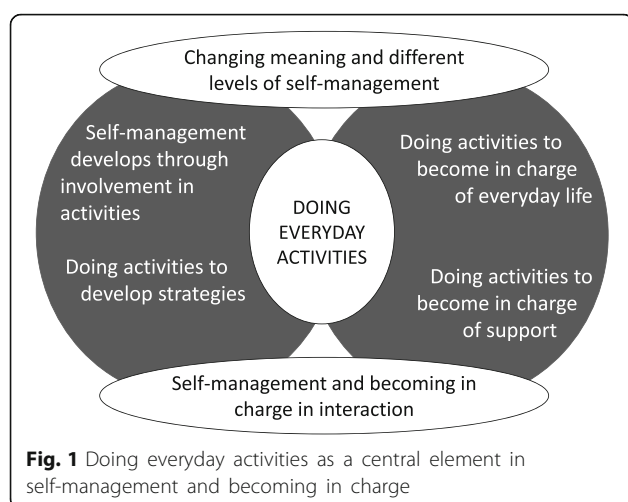 Changing meaning and different
levels of self-management
Self-management
develops through
involvement in
activities
Doing activities to
develop strategies
DOING
EVERYDAY
ACTIVITIES
Doing activities to
become in charge
of everyday life
Doing activities to
become in charge
of support
Self-management and becoming in
charge in interaction
Fig. 1 Doing everyday activities as a central element in
self-management and becoming in charge